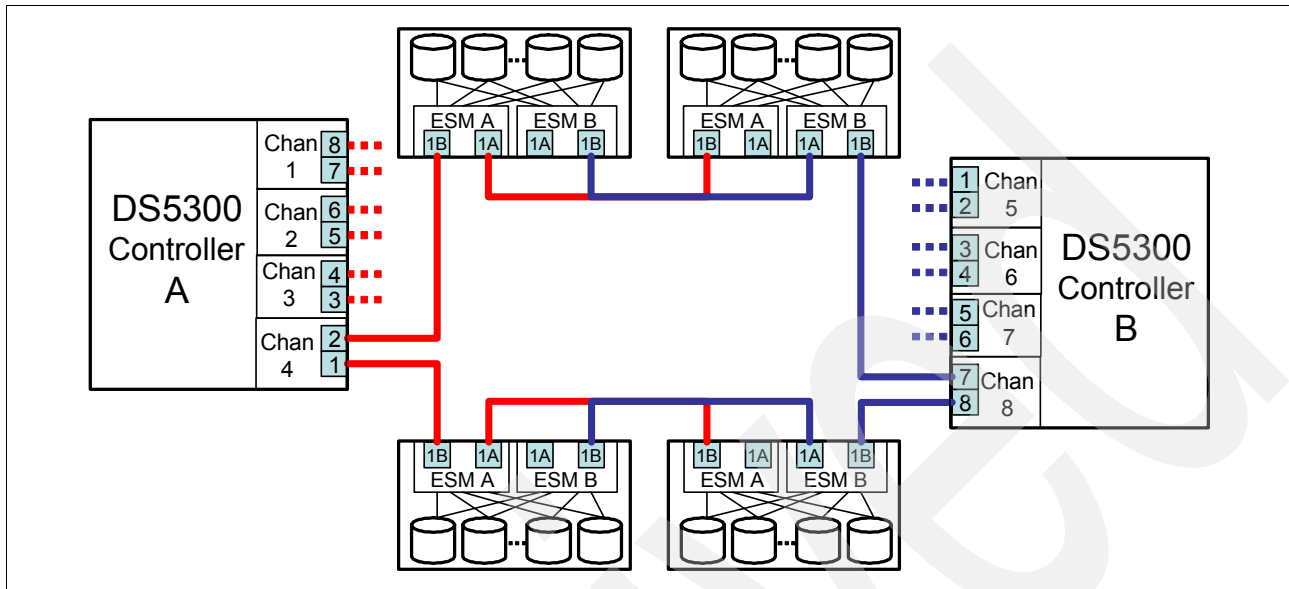 ESM A
ESM B
1B 1A 1A 1B
ESM A
ESM B
1B 1A 1A 1B
DS5300
Controller
A
Chan
1
8
7
Chan
2
6
5
Chan
3
4
3
Chan
4
2
1
1
2
Chan
5
3
4
Chan
6
5
6
Chan
7
7
8
Chan
8
DS5300
Controller
B
1B 1A 1A 1B
ESM A
ESM B
1B 1A 1A 1B
ESM A
ESM B